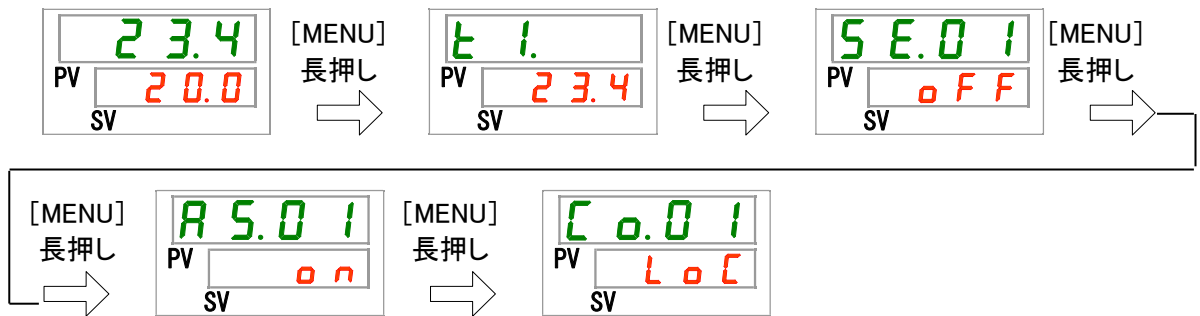 23.4
PV
20.0
SV
[MENU]
長押し
t1.
PV
23.4
SV
[MENU]
長押し
SE.01
PV
oFF
SV
[MENU]
長押し
[MENU]
長押し
AS.01
PV
on
SV
[MENU]
長押し
Co.01
PV
LoC
SV